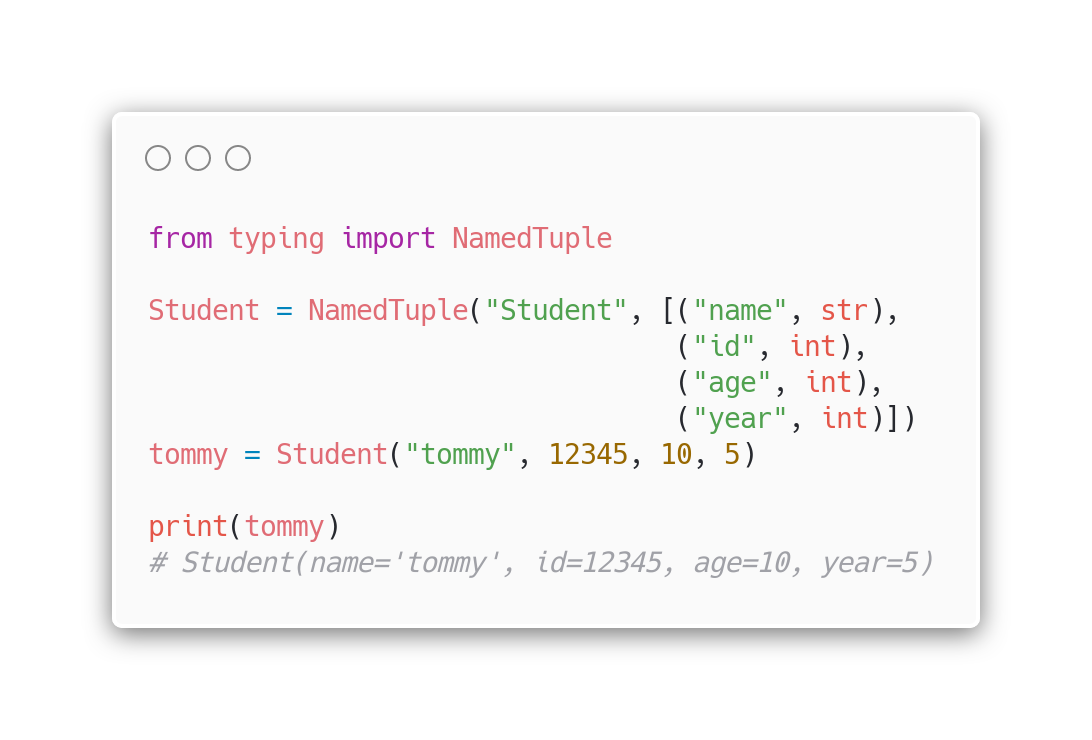 from typing import NamedTuple
Student = NamedTuple("Student", [("name", str),
("id", int),
("age", int),
("year", int)])
tommy = Student("tommy", 12345, 10, 5)
print(tommy)
# Student(name='tommy', id=12345, age=10, year=5)